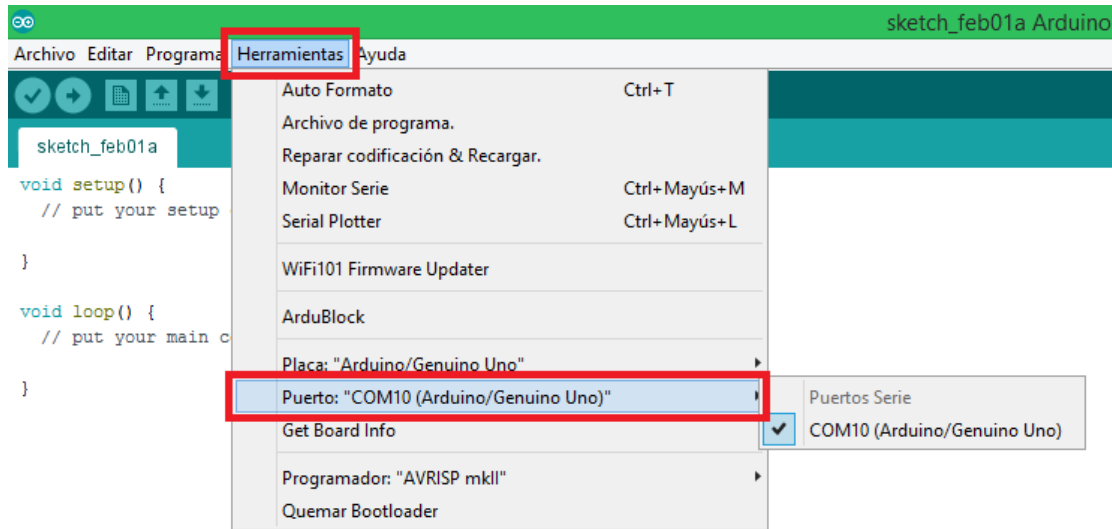 sketch_feb01a Arduino
Archivo Editar Programa Herramientas Ayuda
sketch_feb01a
void setup() {
// put your setup
}
void loop() {
// put your main c
}
Auto Formato Ctrl+T
Archivo de programa.
Reparar codificación & Recargar.
Monitor Serie Ctrl+Mayús+M
Serial Plotter Ctrl+Mayús+L
WiFi101 Firmware Updater
ArduBlock
Placa: "Arduino/Genuino Uno"
Puerto: "COM10 (Arduino/Genuino Uno)"
Get Board Info
Programador: "AVRISP mkII"
Quemar Bootloader
Puertos Serie
COM10 (Arduino/Genuino Uno)